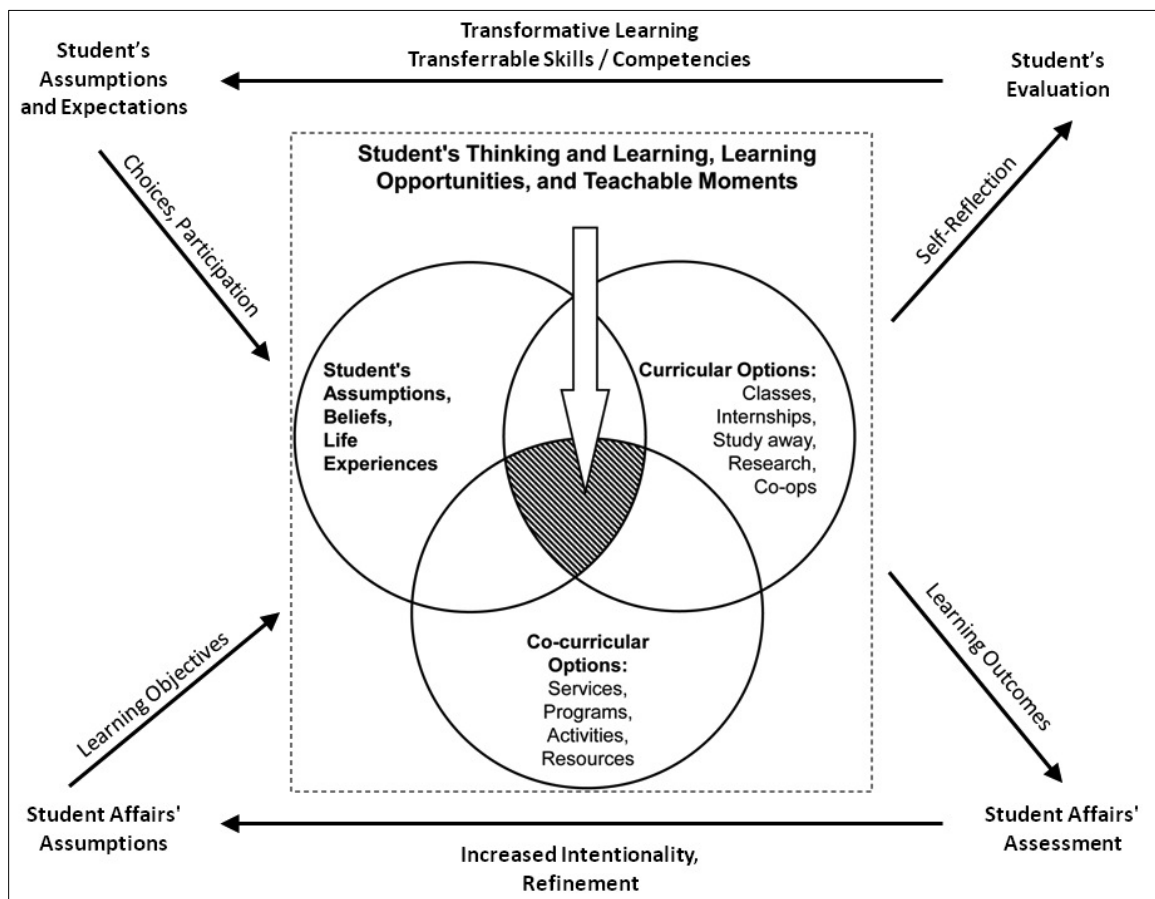 Transformative Learning
Transferrable Skills / Competencies
Student’s
Assumptions
and Expectations
Student’s
Evaluation
Choices, Participation
Self-Reflection
Student's Thinking and Learning, Learning
Opportunities, and Teachable Moments
Student's
Assumptions,
Beliefs,
Life
Experiences
Curricular Options:
Classes,
Internships,
Study away,
Research,
Co-ops
Co-curricular
Options:
Services,
Programs,
Activities,
Resources
Learning Objectives
Learning Outcomes
Student Affairs'
Assumptions
Student Affairs'
Assessment
Increased Intentionality,
Refinement